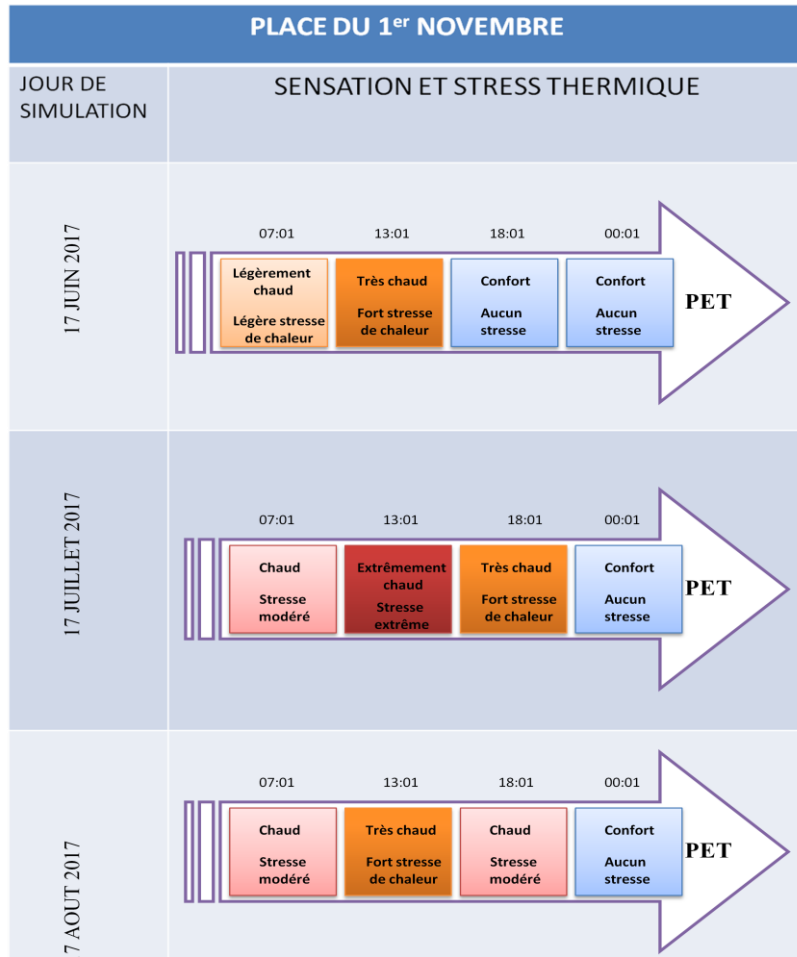 PLACE DU 1er NOVEMBRE
JOUR DE
SIMULATION
SENSATION ET STRESS THERMIQUE
17 JUIN 2017
07:01 13:01 18:01 00:01
Légèrement
chaud
Légère stresse
de chaleur
Très chaud
Fort stresse
de chaleur
Confort
Aucun
stresse
Confort
Aucun
stresse
PET
17 JUILLET 2017
07:01 13:01 18:01 00:01
Chaud
Stresse
modéré
Extrêmement
chaud
Stresse
extrême
Très chaud
Fort stresse
de chaleur
Confort
Aucun
stresse
PET
7 AOUT 2017
07:01 13:01 18:01 00:01
Chaud
Stresse
modéré
Très chaud
Fort stresse
de chaleur
Chaud
Stresse
modéré
Confort
Aucun
stresse
PET